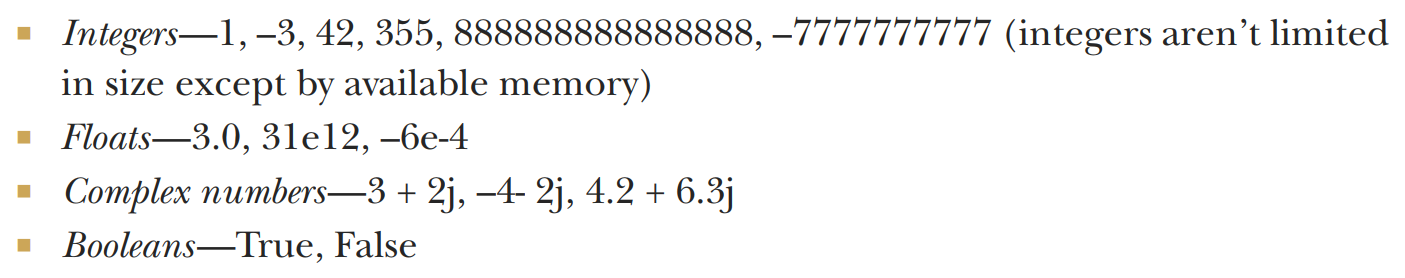 ▪ Integers—1, –3, 42, 355, 888888888888888, –7777777777 (integers aren’t limited
in size except by available memory)
▪ Floats—3.0, 31e12, –6e-4
▪ Complex numbers—3 + 2j, –4- 2j, 4.2 + 6.3j
▪ Booleans—True, False